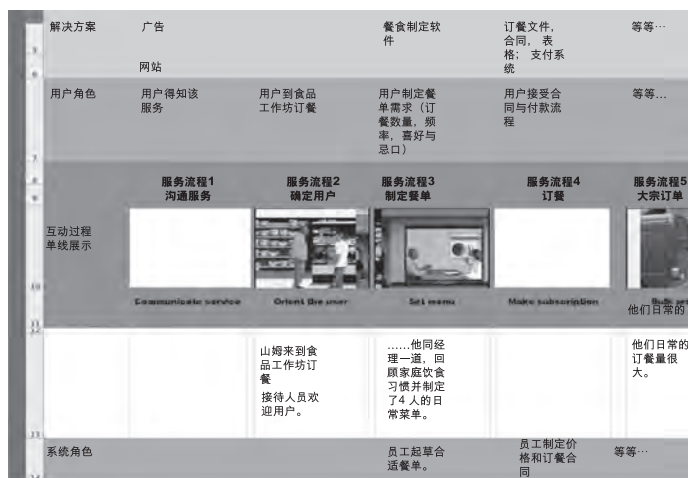 解决方案
广告
网站
餐食制定软
件
订餐文件，
合同， 表
格； 支付系
统
等等…
用户角色
用户得知该
服务
用户到食品
工作坊订餐
用户制定餐
单需求（订
餐数量，频
率，喜好与
忌口）
用户接受合
同与付款流
程
等等…
服务流程1
沟通服务
服务流程2
确定用户
服务流程3
制定餐单
服务流程4
订餐
服务流程5
大宗订单
互动过程
单线展示
Communicate service
Orient the user
Set menu
Make subscription
Bulk
他们日常的
山姆来到食
品工作坊订
餐
接待人员欢
迎用户。
……他同经
理一道，回
顾家庭饮食
习惯并制定
了4 人的日
常菜单。
他们日常的
订餐量很
大。
系统角色
员工起草合
适餐单。
员工制定价
格和订餐合
同
等等…